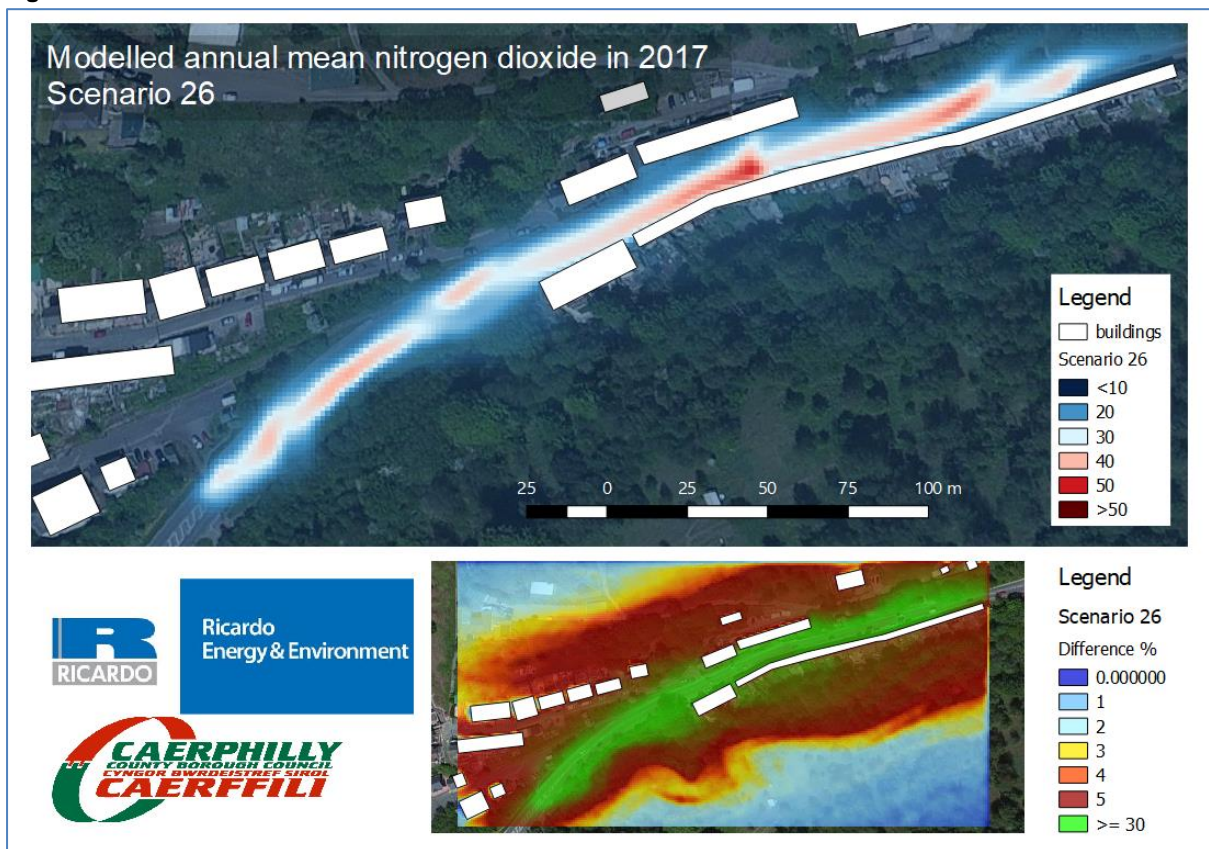 Modelled annual mean nitrogen dioxide in 2017
Scenario 26
Legend
buildings
Scenario 26
<10
20
30
40
50
>50
25 0 25 50 75 100 m
RICARDO
Ricardo
Energy & Environment
CAERPHILLY
COUNTY BOROUGH COUNCIL
CYNGOR BWRDEISTREF SIROL
CAERFFILI
Legend
Scenario 26
Difference %
0.000000
1
2
3
4
5
>= 30